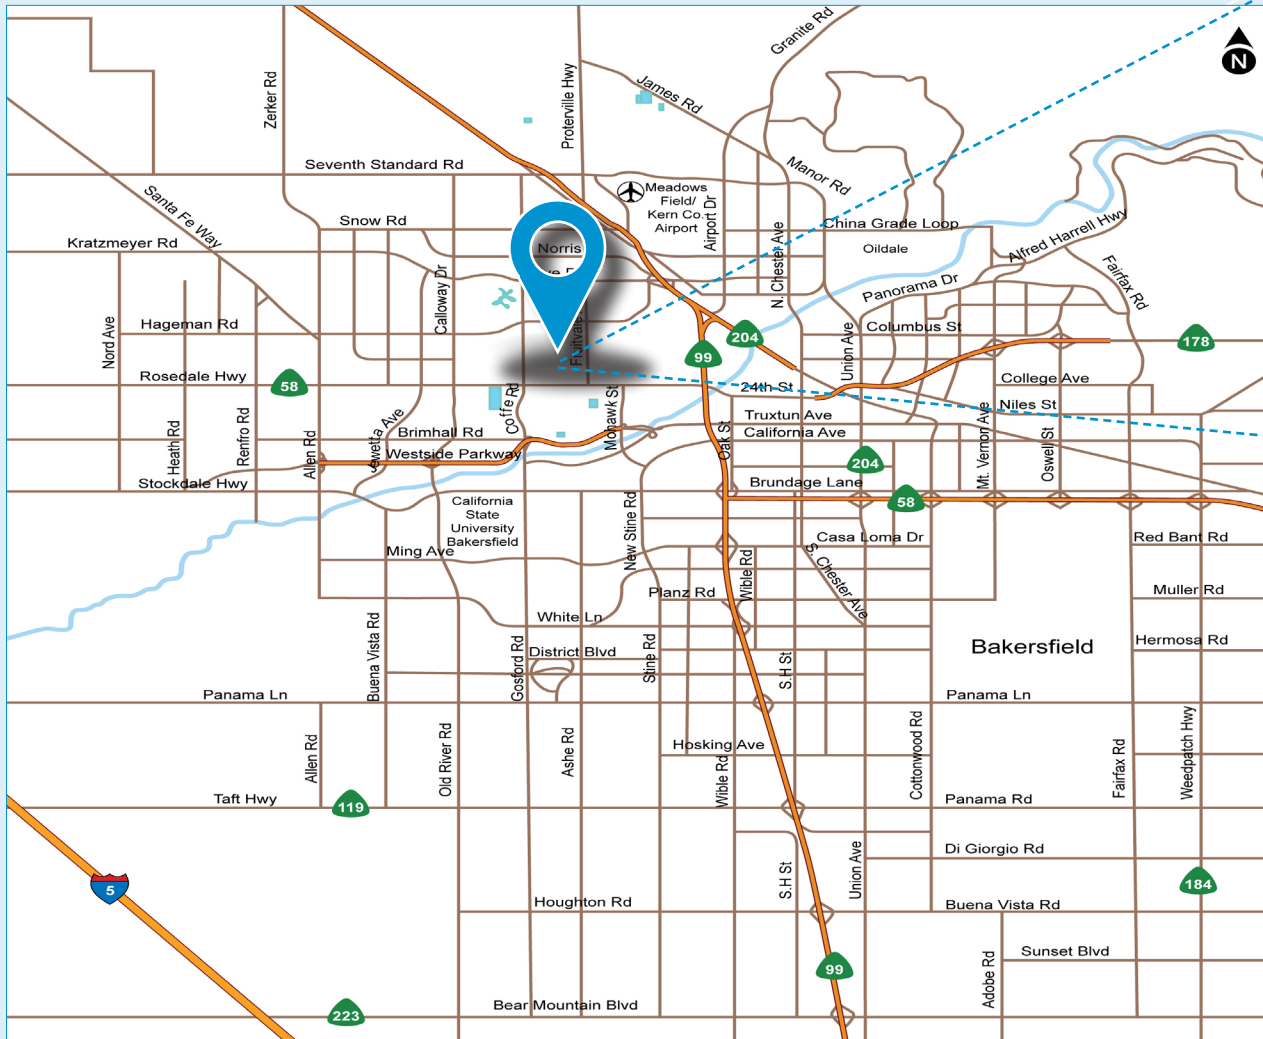 Granite Rd
N
Zerker Rd
Proterville Hwy
James Rd
Seventh Standard Rd
Manor Rd
Santa Fe Way
Meadows
Field/
Kern Co.
Airport
Airport Dr
Snow Rd
China Grade Loop
Kratzmeyer Rd
Norris
Oildale
Alfred Harrell Hwy
N. Chester Ave
Calloway Dr
Panorama Dr
Fairfax Rd
Hageman Rd
Nord Ave
Fruitvale
Columbus St
204
178
99
Union Ave
Rosedale Hwy
58
College Ave
24th St
Niles St
Coffe Rd
Mohawk St
Truxtun Ave
Heath Rd
Renfro Rd
Allen Rd
Jewetta Ave
Brimhall Rd
Oak St
California Ave
Mt. Vernon Ave
Oswell St
Westside Parkway
204
Stockdale Hwy
Brundage Lane
58
California
State
University
Bakersfield
New Stine Rd
Casa Loma Dr
Red Bant Rd
Ming Ave
S. Chester Ave
Wible Rd
Planz Rd
Muller Rd
White Ln
Buena Vista Rd
Gosford Rd
District Blvd
Stine Rd
S.H St
Bakersfield
Hermosa Rd
Panama Ln
Panama Ln
Allen Rd
Old River Rd
Ashe Rd
Hosking Ave
Wible Rd
Cottonwood Rd
Fairfax Rd
Weedpatch Hwy
Taft Hwy
119
Panama Rd
Di Giorgio Rd
5
S.H St
Union Ave
184
Houghton Rd
Buena Vista Rd
Sunset Blvd
Adobe Rd
99
Bear Mountain Blvd
223